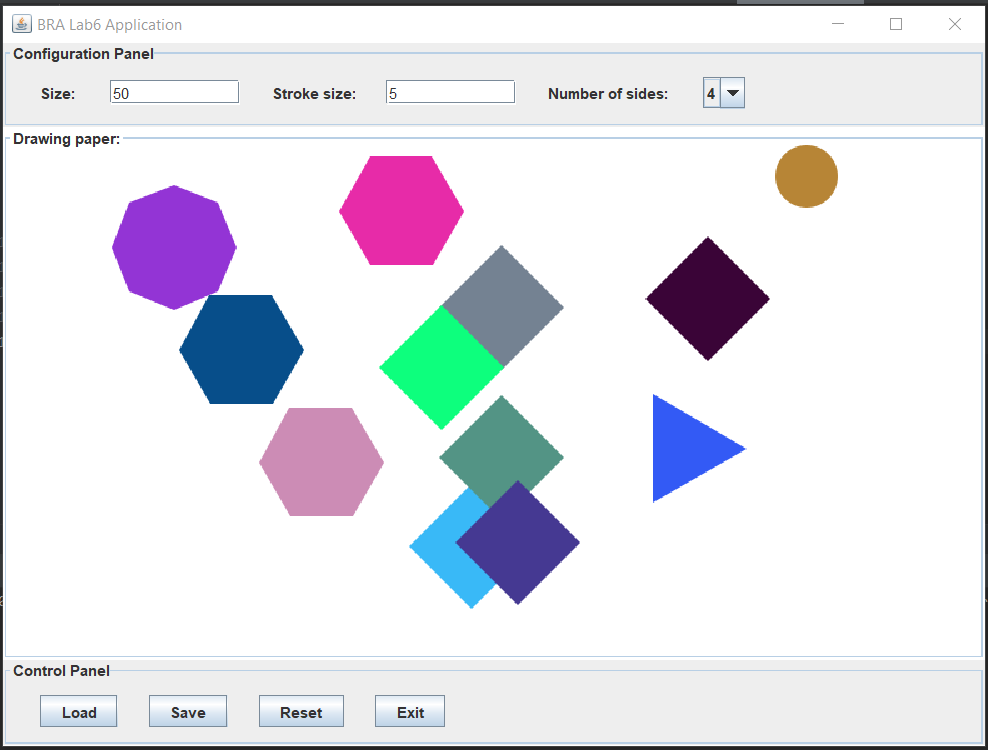 BRA Lab6 Application
Configuration Panel
Size: 50 Stroke size: 5 Number of sides: 4
Drawing paper:
Control Panel
Load Save Reset Exit